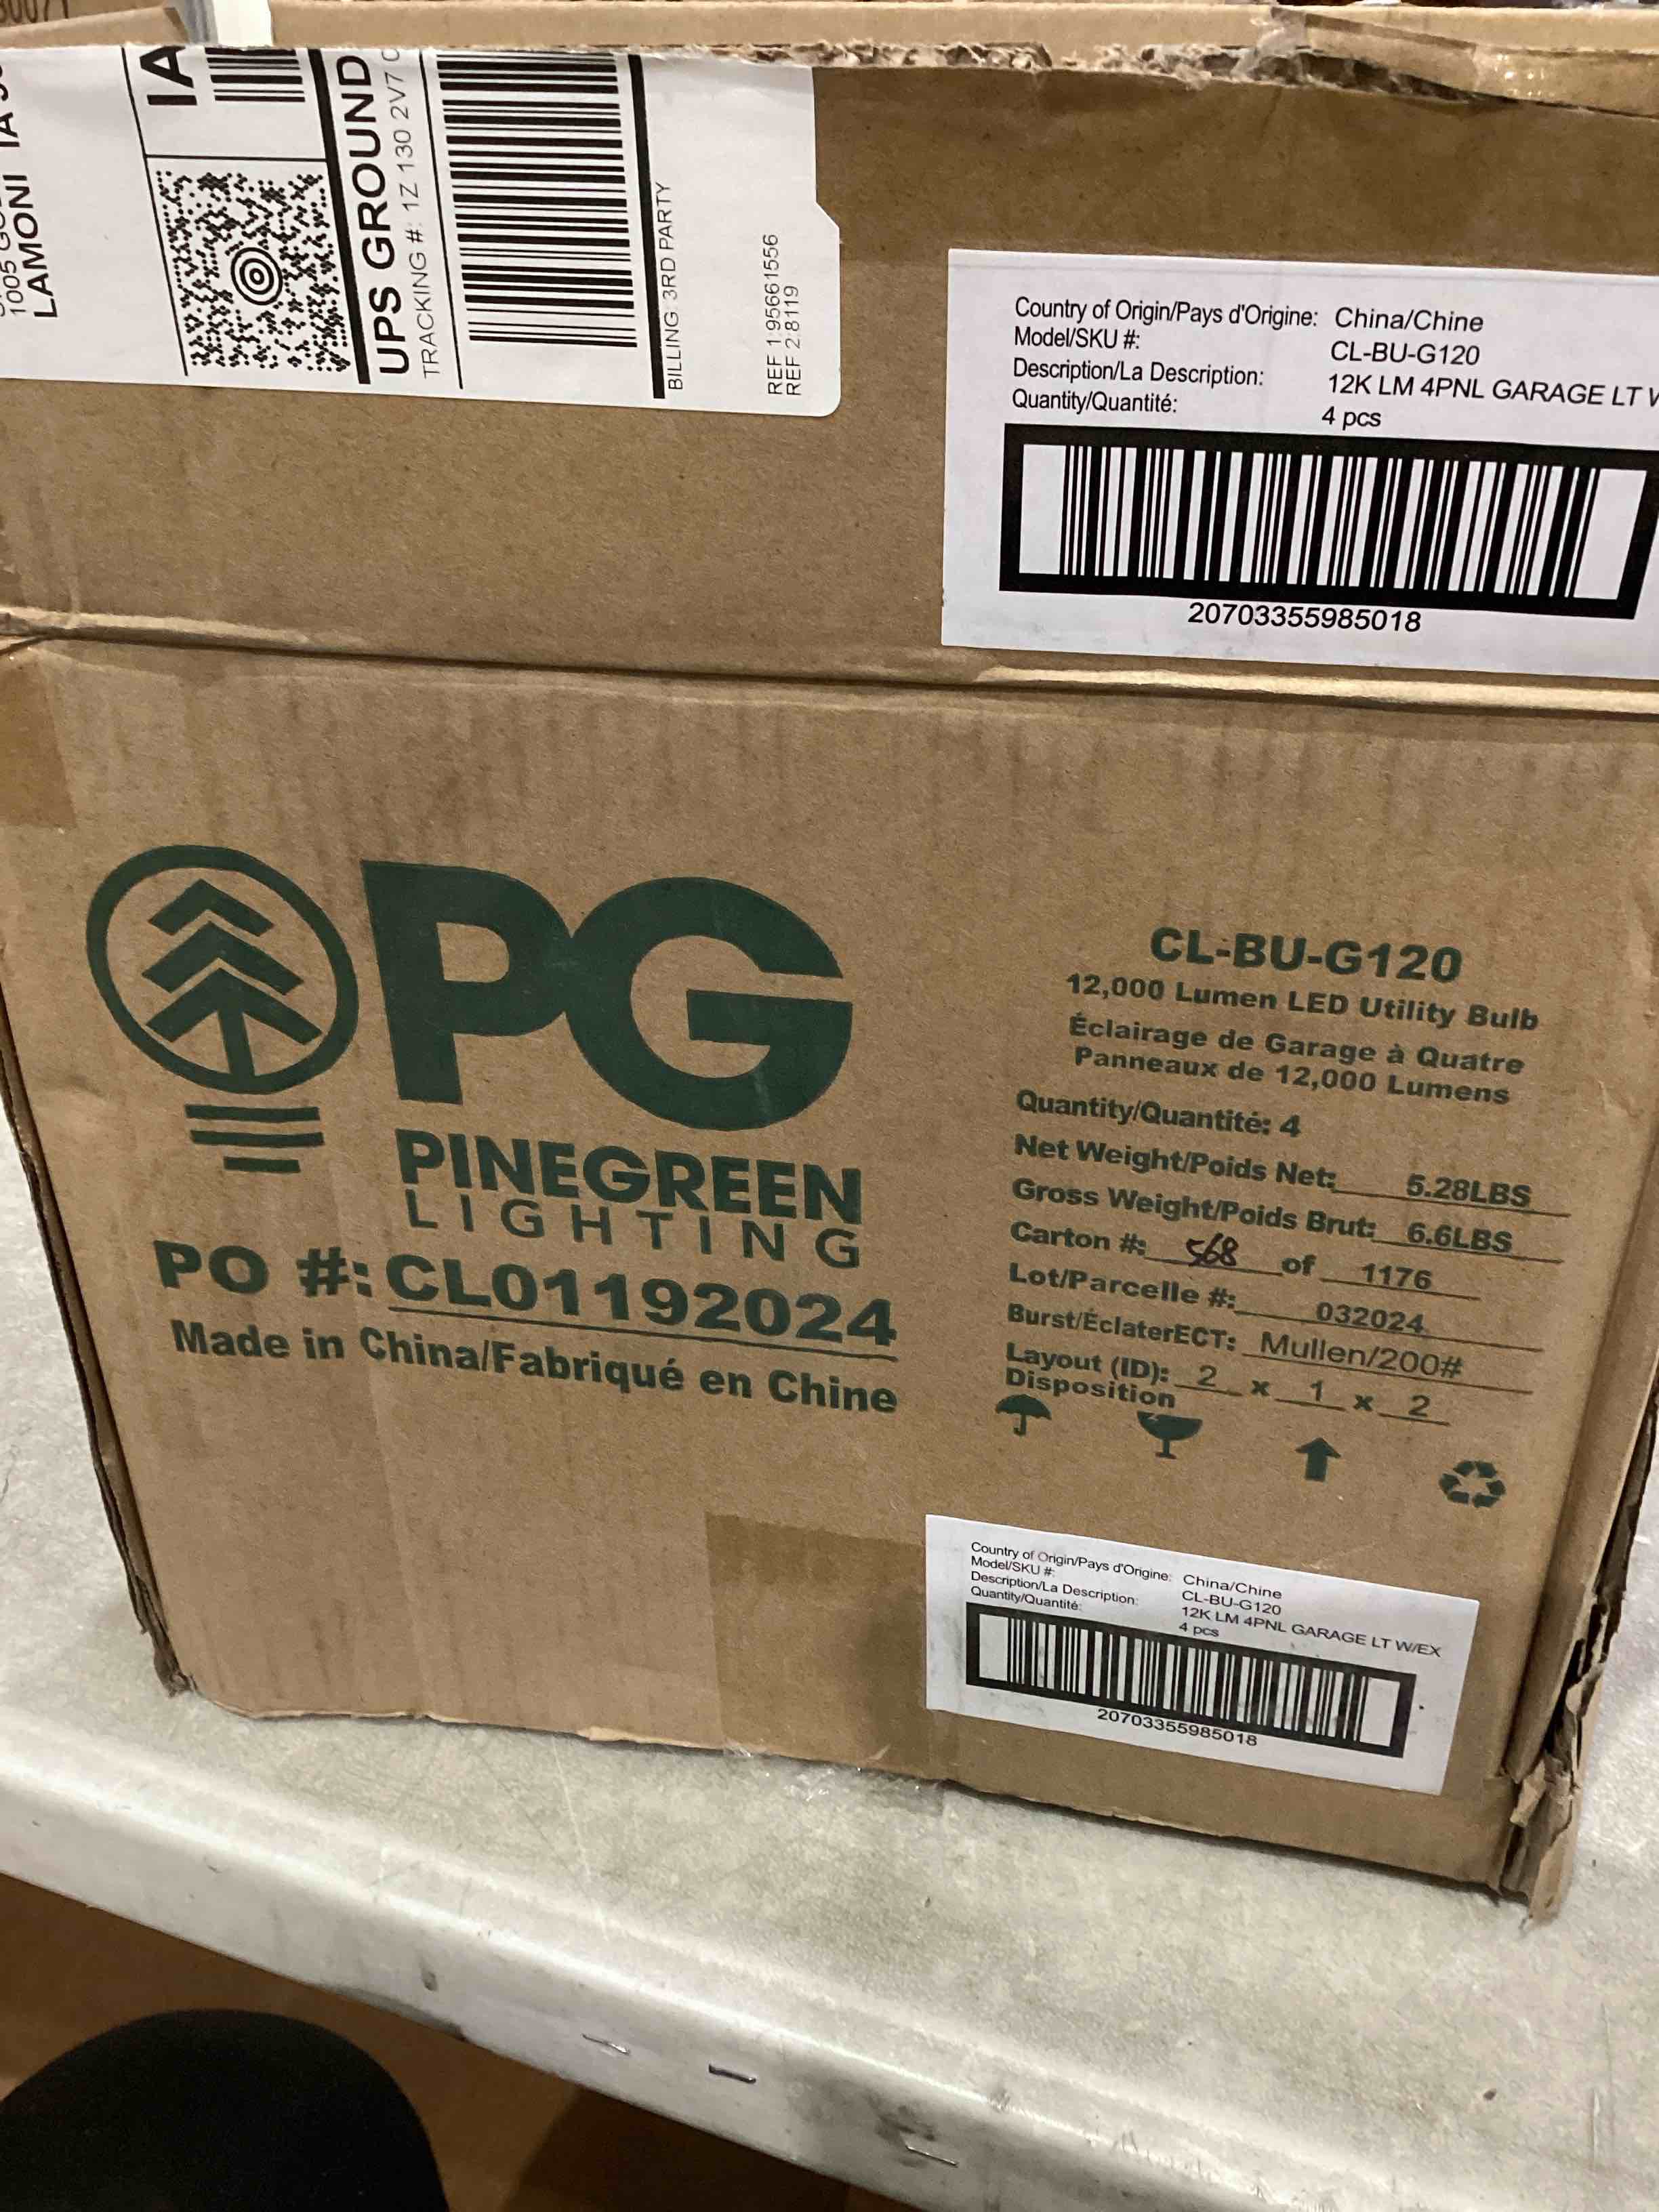 1005
LAMONI IA
IA
UPS GROUND
TRACKING #: 1Z 130 2V7
BILLING: 3RD PARTY
REF 1:95661556
REF 2:8119
Country of Origin/Pays d'Origine: China/Chine
Model/SKU #: CL-BU-G120
Description/La Description: 12K LM 4PNL GARAGE LT
Quantity/Quantité: 4 pcs
20703355985018
PG
PINEGREEN
LIGHTING
PO #: CL01192024
Made in China/Fabriqué en Chine
CL-BU-G120
12,000 Lumen LED Utility Bulb
Éclairage de Garage à Quatre
Panneaux de 12,000 Lumens
Quantity/Quantité: 4
Net Weight/Poids Net: 5.28LBS
Gross Weight/Poids Brut: 6.6LBS
Carton #: 568 of 1176
Lot/Parcelle #: 032024
Burst/ÉclaterECT: Mullen/200#
Layout (ID): 2 x 1 x 2
Disposition
Country of Origin/Pays d'Origine: China/Chine
Model/SKU #: CL-BU-G120
Description/La Description: 12K LM 4PNL GARAGE LT W/EX
Quantity/Quantité: 4 pcs
20703355985018